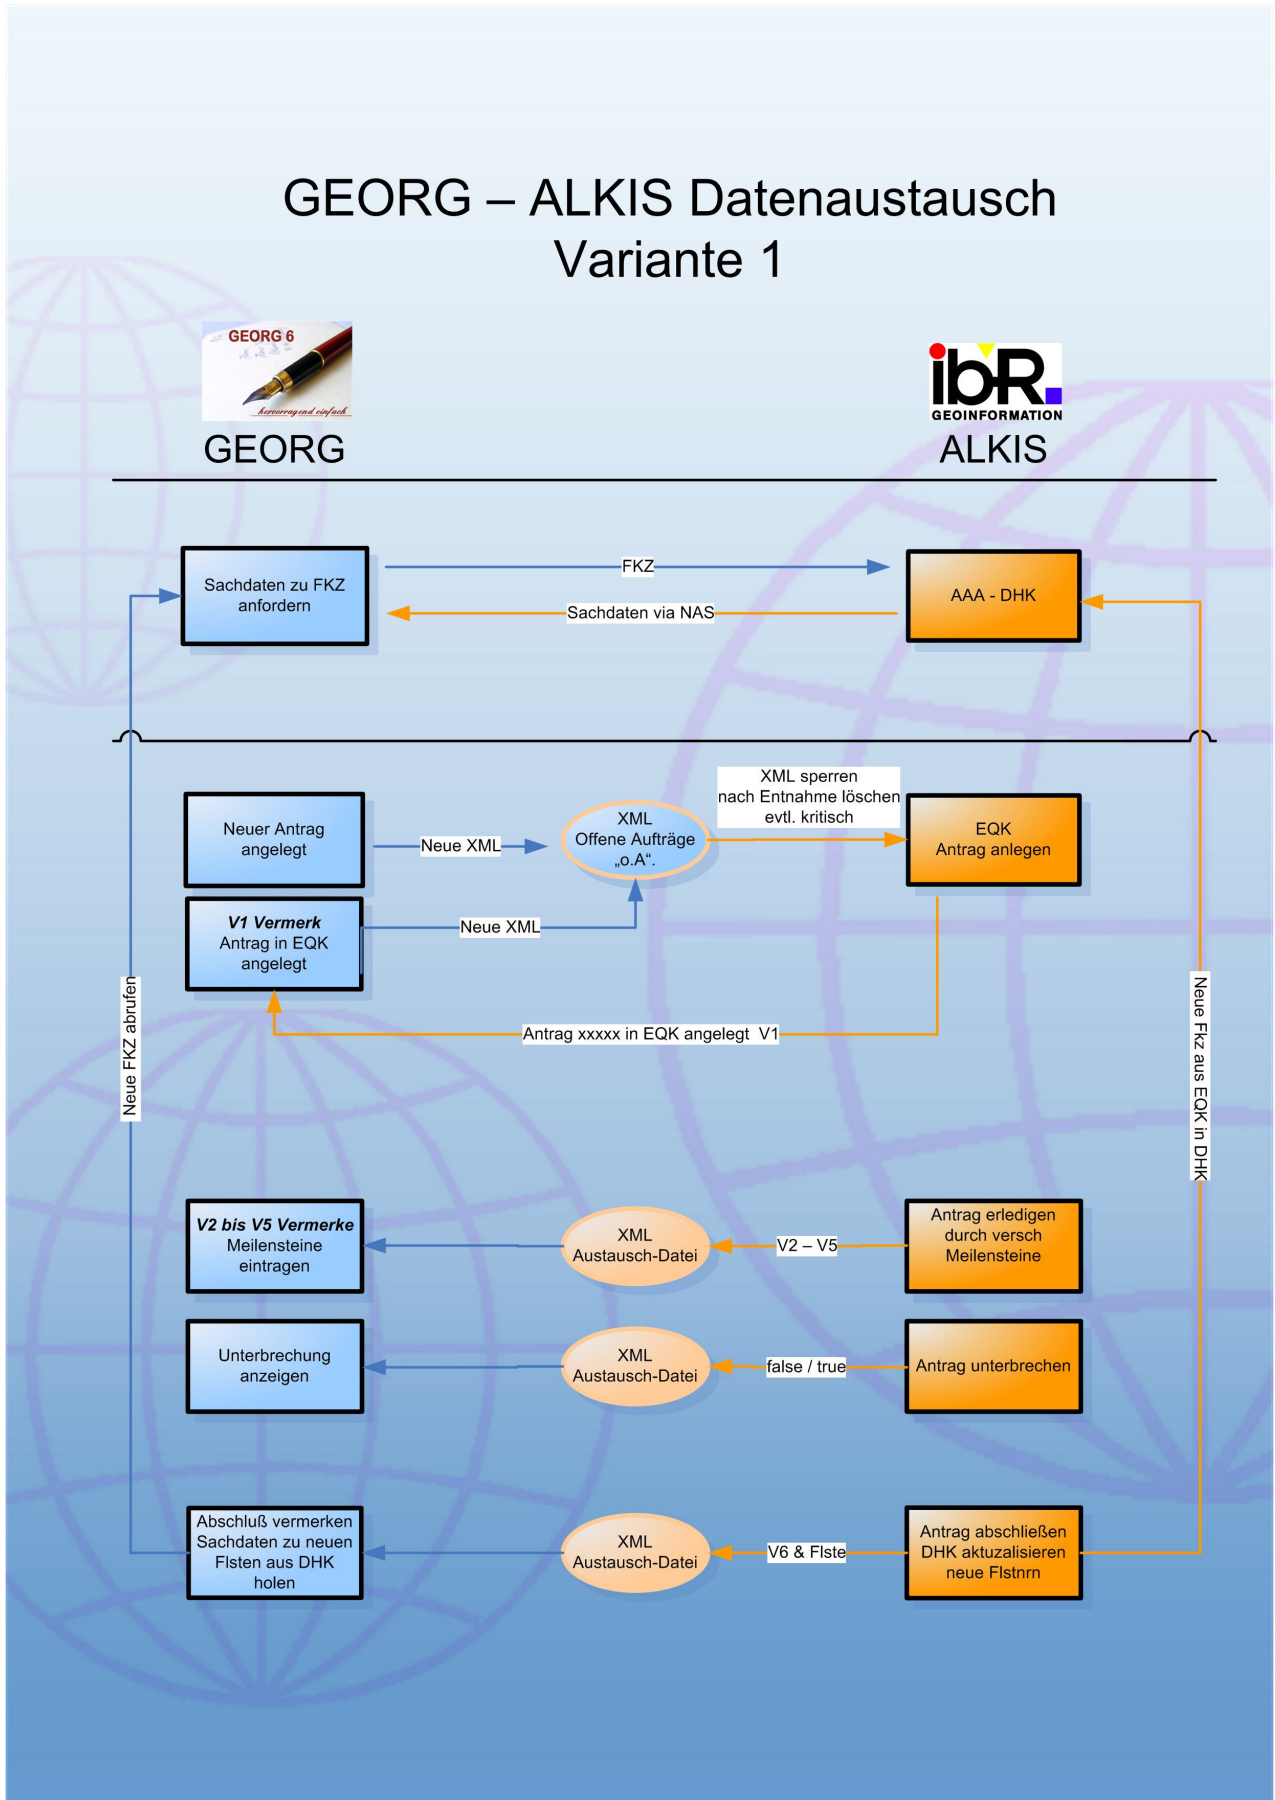 GEORG – ALKIS Datenaustausch
Variante 1
GEORG 6
hervorragend einfach
ibR.
GEOINFORMATION
GEORG
ALKIS
Sachdaten zu FKZ
anfordern
FKZ
Sachdaten via NAS
AAA - DHK
XML sperren
nach Entnahme löschen
evtl. kritisch
Neuer Antrag
angelegt
Neue XML
XML
Offene Aufträge
„o.A“.
EQK
Antrag anlegen
V1 Vermerk
Antrag in EQK
angelegt
Neue XML
Antrag xxxxx in EQK angelegt  V1
Neue FKZ abrufen
Neue Fkz aus EQK in DHK
V2 bis V5 Vermerke
Meilensteine
eintragen
XML
Austausch-Datei
V2 – V5
Antrag erledigen
durch versch
Meilensteine
Unterbrechung
anzeigen
XML
Austausch-Datei
false / true
Antrag unterbrechen
Abschluß vermerken
Sachdaten zu neuen
Flsten aus DHK
holen
XML
Austausch-Datei
V6 & Flste
Antrag abschließen
DHK aktuzalisieren
neue Flstnrn